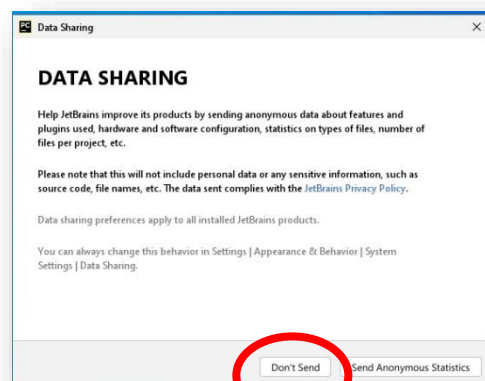 PC Data Sharing
DATA SHARING
Help JetBrains improve its products by sending anonymous data about features and
plugins used, hardware and software configuration, statistics on types of files, number of
files per project, etc.
Please note that this will not include personal data or any sensitive information, such as
source code, file names, etc. The data sent complies with the JetBrains Privacy Policy.
Data sharing preferences apply to all installed JetBrains products.
You can always change this behavior in Settings | Appearance & Behavior | System
Settings | Data Sharing.
Don't Send Send Anonymous Statistics